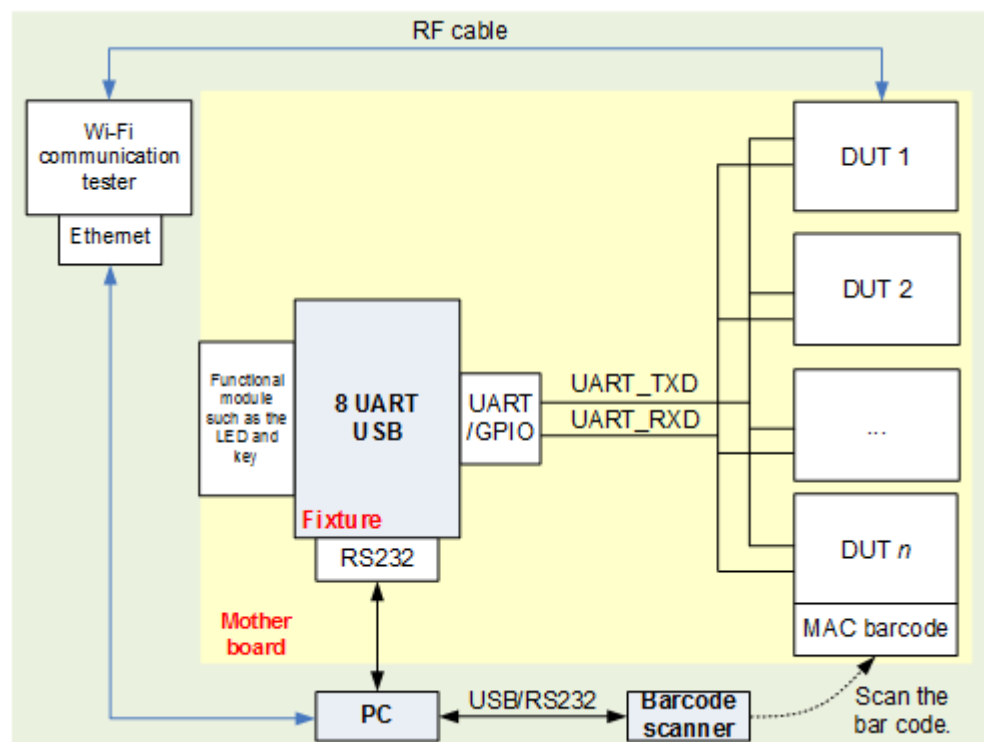 RF cable
Wi-Fi
communication
tester
Ethernet
DUT 1
DUT 2
...
DUT n
MAC barcode
Functional
module
such as the
LED and
key
8 UART
USB
Fixture
UART
/GPIO
UART_TXD
UART_RXD
RS232
Mother
board
PC
USB/RS232
Barcode
scanner
Scan the
bar code.